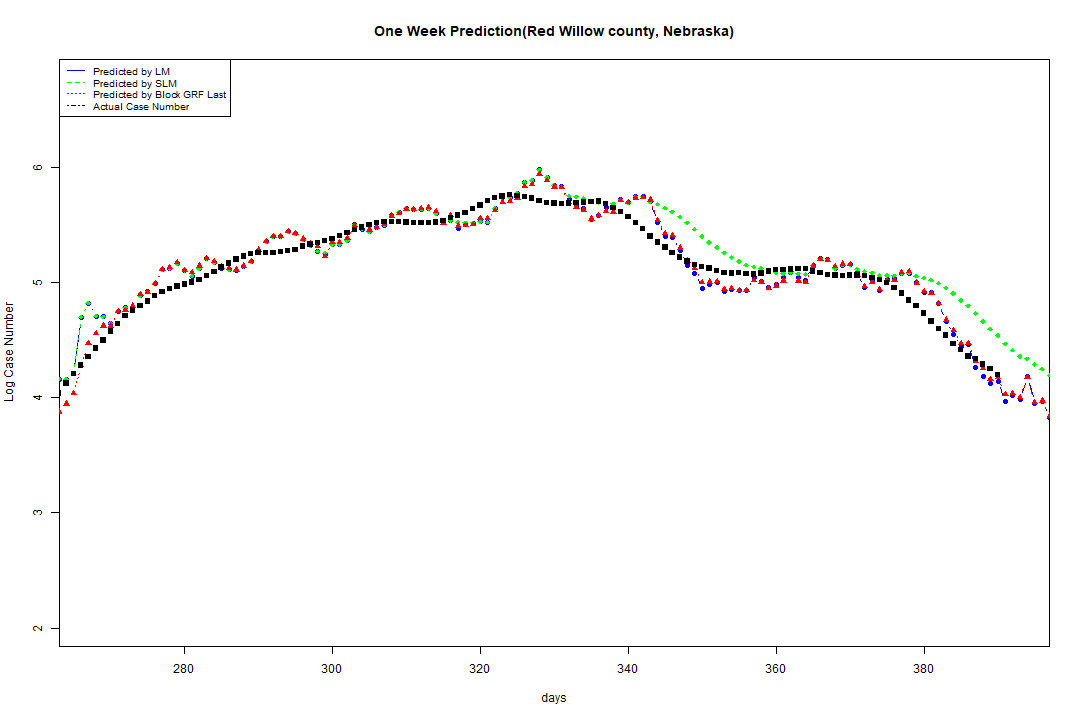 One Week Prediction(Red Willow county, Nebraska)
Predicted by LM
Predicted by SLM
Predicted by Block GRF Last
Actual Case Number
6
5
4
3
2
Log Case Number
280 300 320 340 360 380
days